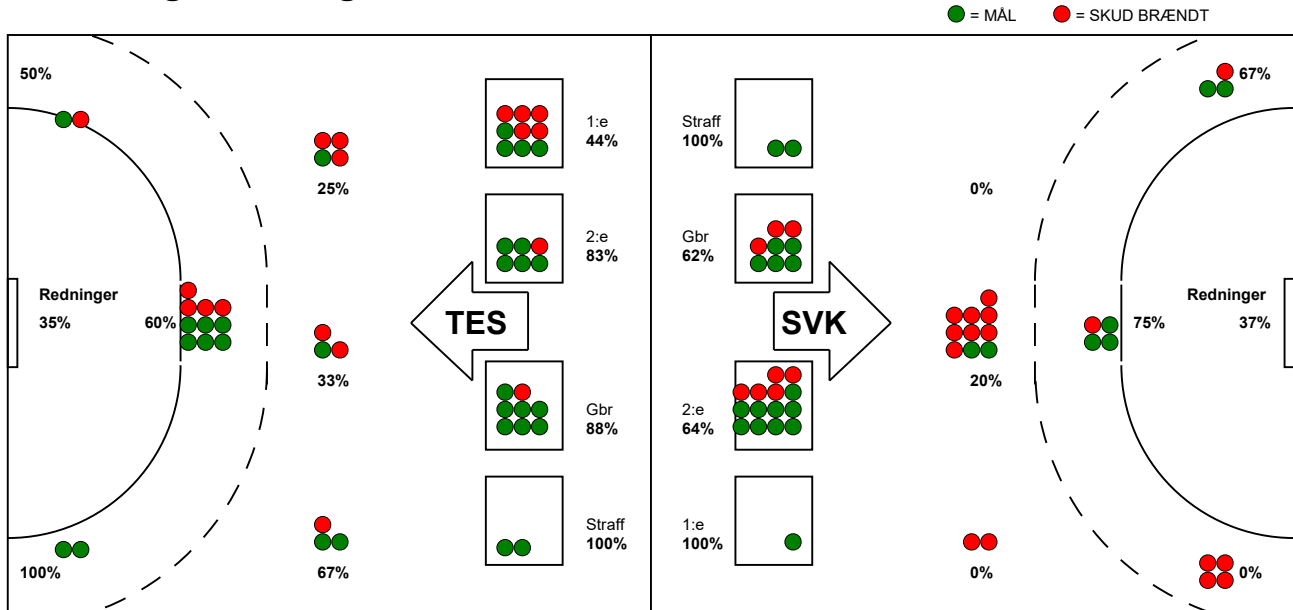 = MÅL
= SKUD BRÆNDT
50%
1:e
44%
Straff
100%
67%
25%
0%
2:e
83%
Gbr
62%
Redninger
35%
60%
TES
SVK
75%
Redninger
37%
33%
20%
Gbr
88%
2:e
64%
Straff
100%
1:e
100%
100%
67%
0%
0%